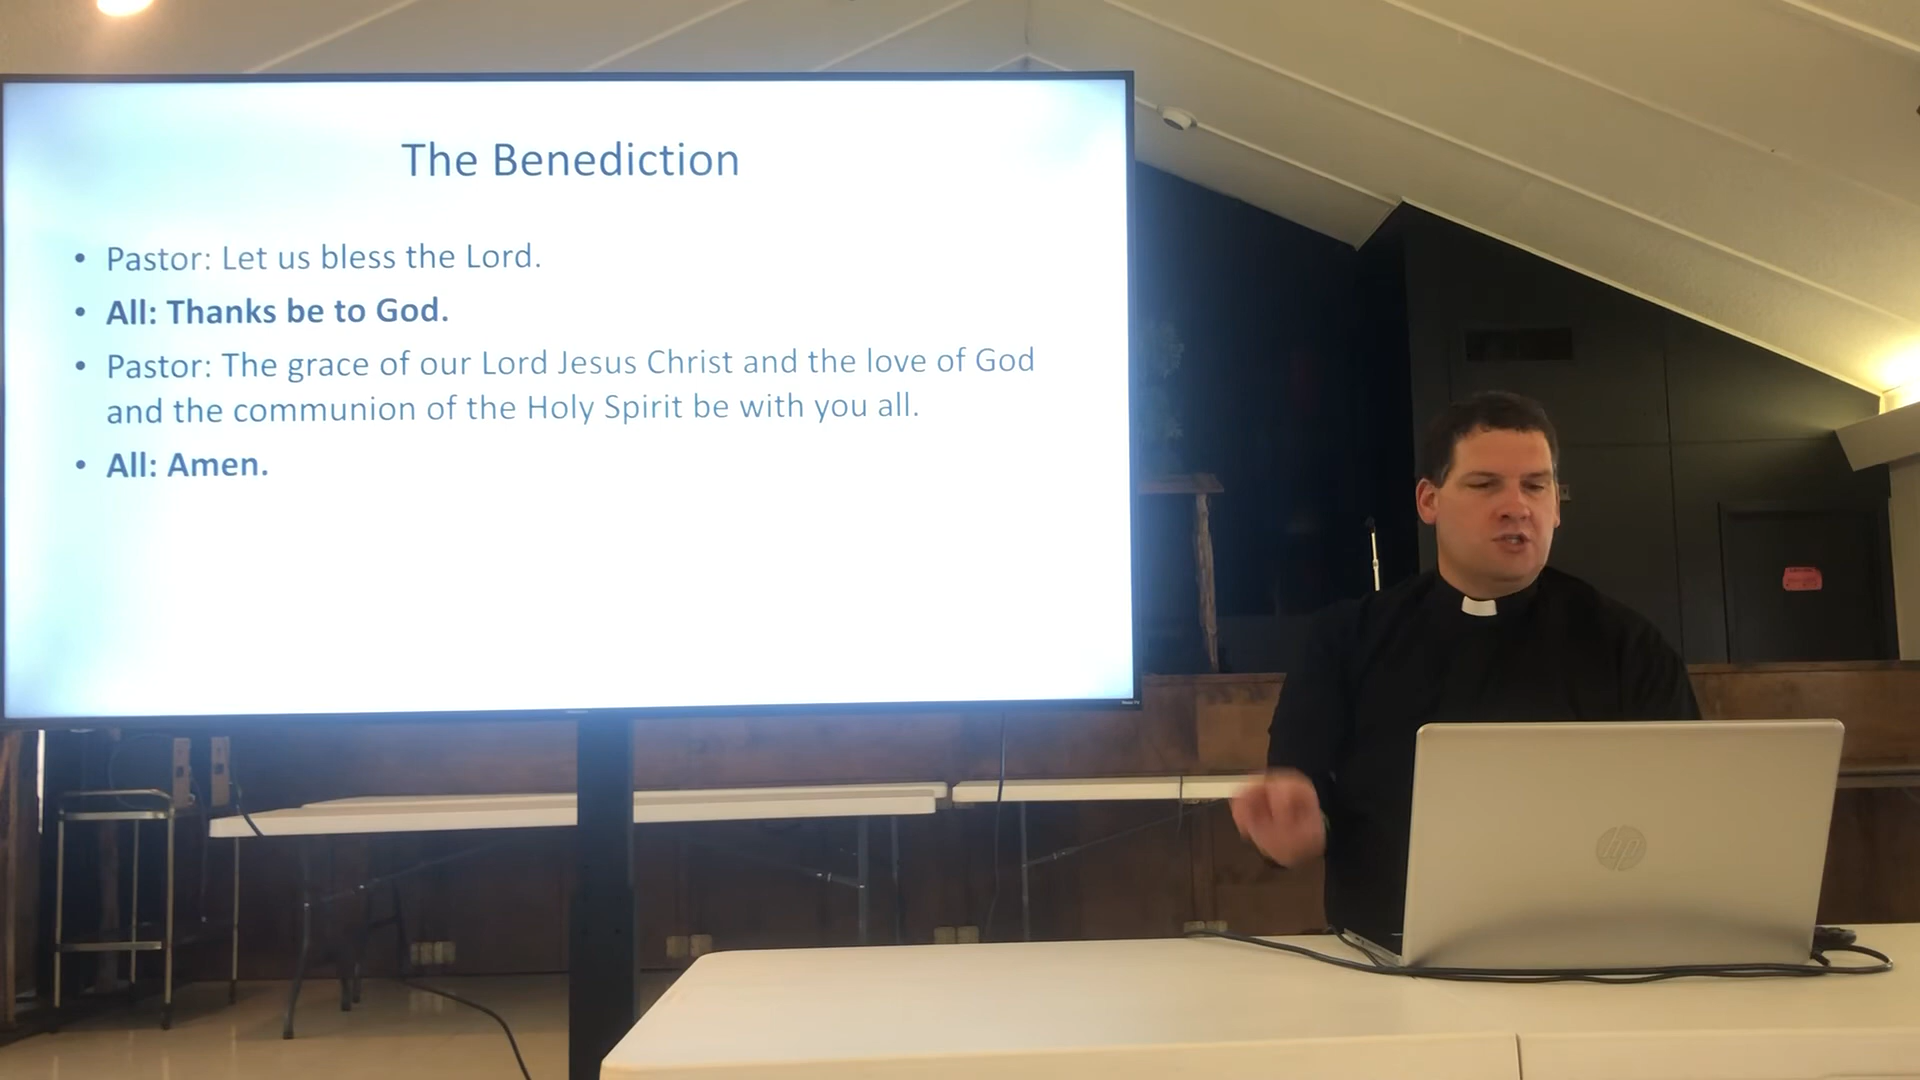 The Benediction
• Pastor: Let us bless the Lord.
• All: Thanks be to God.
• Pastor: The grace of our Lord Jesus Christ and the love of God
and the communion of the Holy Spirit be with you all.
• All: Amen.
hp